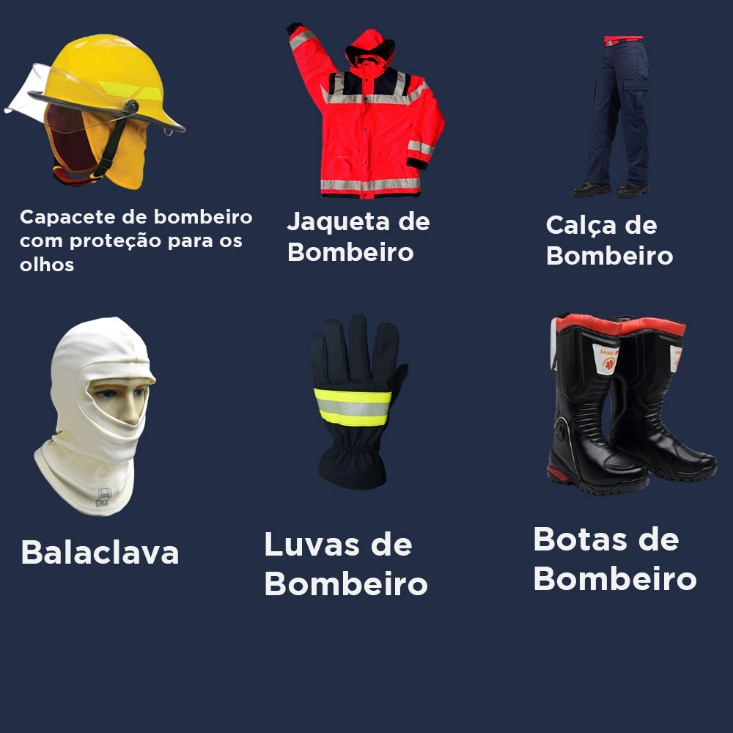 Capacete de bombeiro
com proteção para os
olhos
Jaqueta de
Bombeiro
Calça de
Bombeiro
Balaclava
Luvas de
Bombeiro
Botas de
Bombeiro